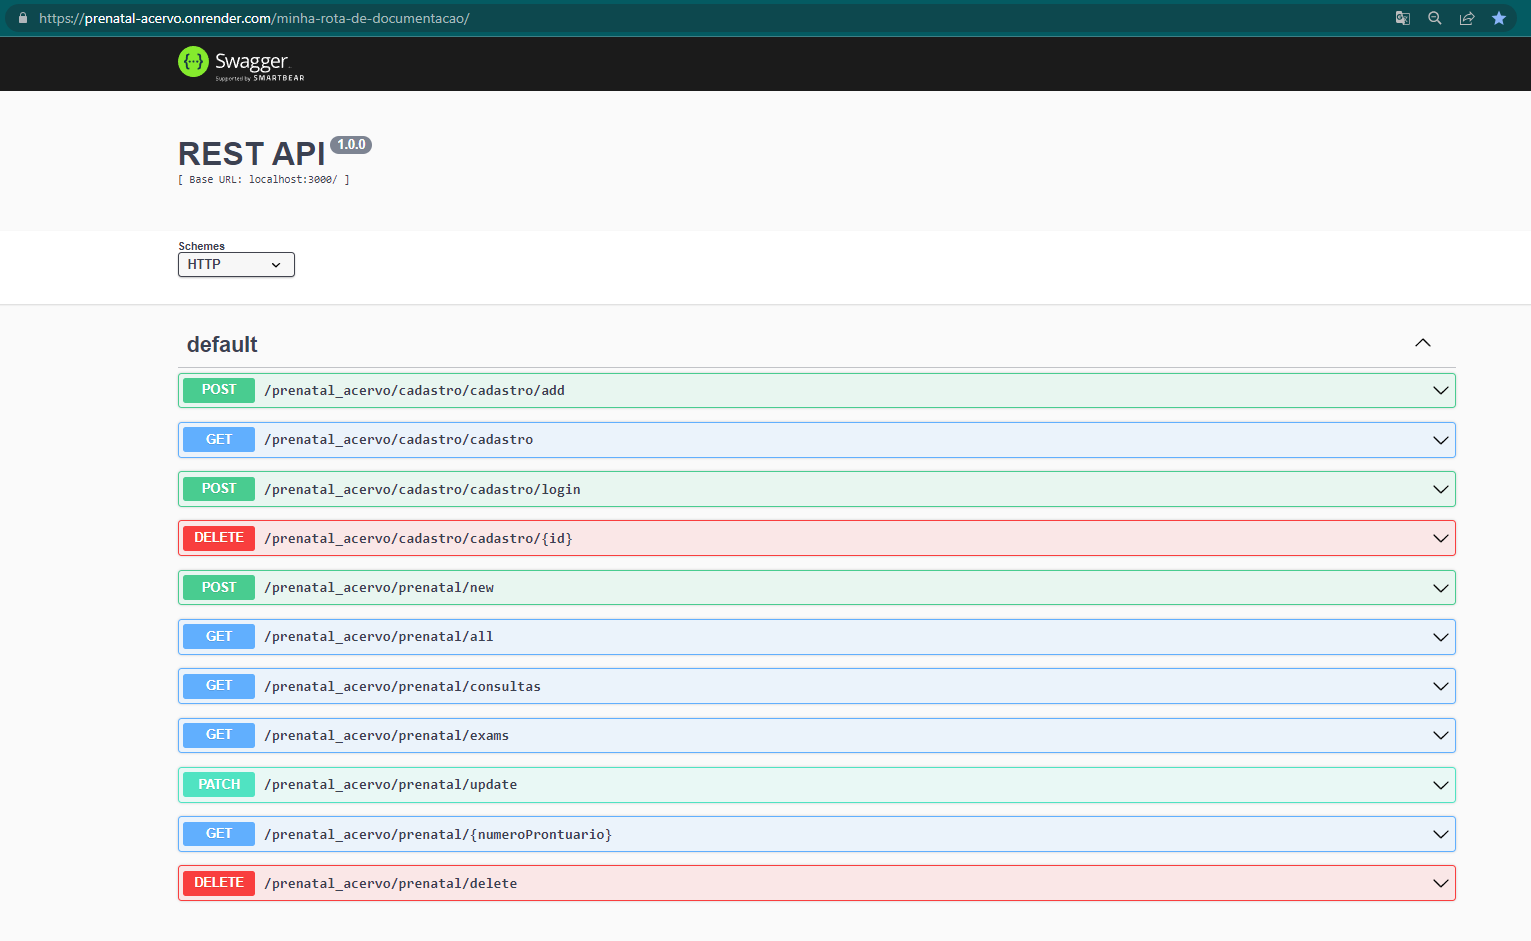 https://prenatal-acervo.onrender.com/minha-rota-de-documentacao/
Swagger
Supported by SMARTBEAR
REST API 1.0.0
[ Base URL: localhost:3000/ ]
Schemes
HTTP
default
POST /prenatal_acervo/cadastro/cadastro/add
GET /prenatal_acervo/cadastro/cadastro
POST /prenatal_acervo/cadastro/cadastro/login
DELETE /prenatal_acervo/cadastro/cadastro/{id}
POST /prenatal_acervo/prenatal/new
GET /prenatal_acervo/prenatal/all
GET /prenatal_acervo/prenatal/consultas
GET /prenatal_acervo/prenatal/exams
PATCH /prenatal_acervo/prenatal/update
GET /prenatal_acervo/prenatal/{numeroProntuario}
DELETE /prenatal_acervo/prenatal/delete